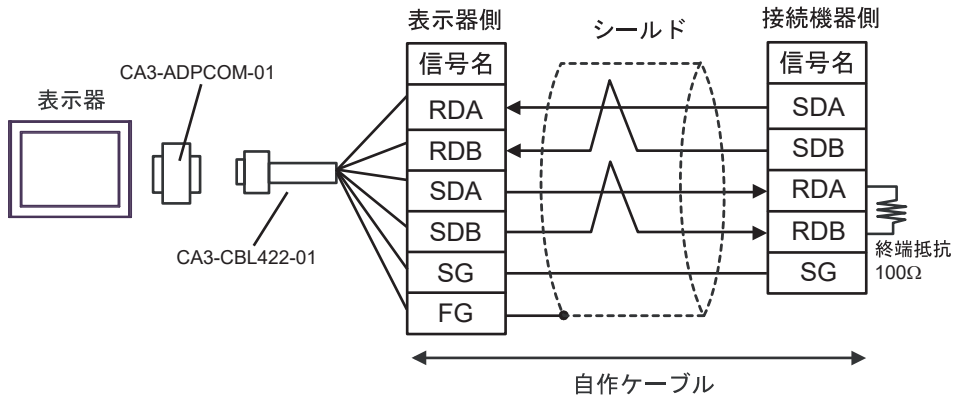 表示器側
シールド
接続機器側
CA3-ADPCOM-01
表示器
信号名
RDA
RDB
SDA
SDB
SG
FG
信号名
SDA
SDB
RDA
RDB
SG
CA3-CBL422-01
終端抵抗
100Ω
自作ケーブル